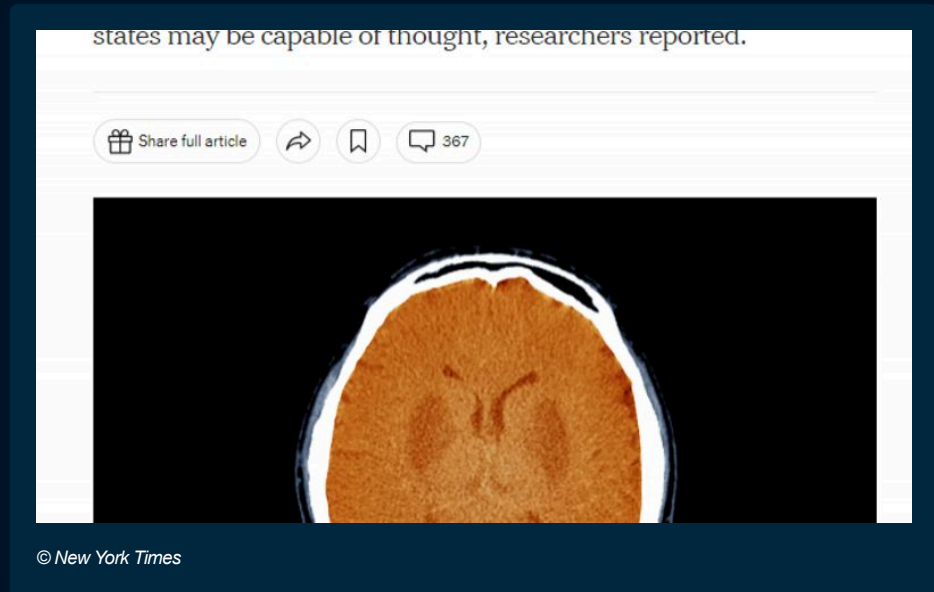 states may be capable of thought, researchers reported.
Share full article
367
© New York Times